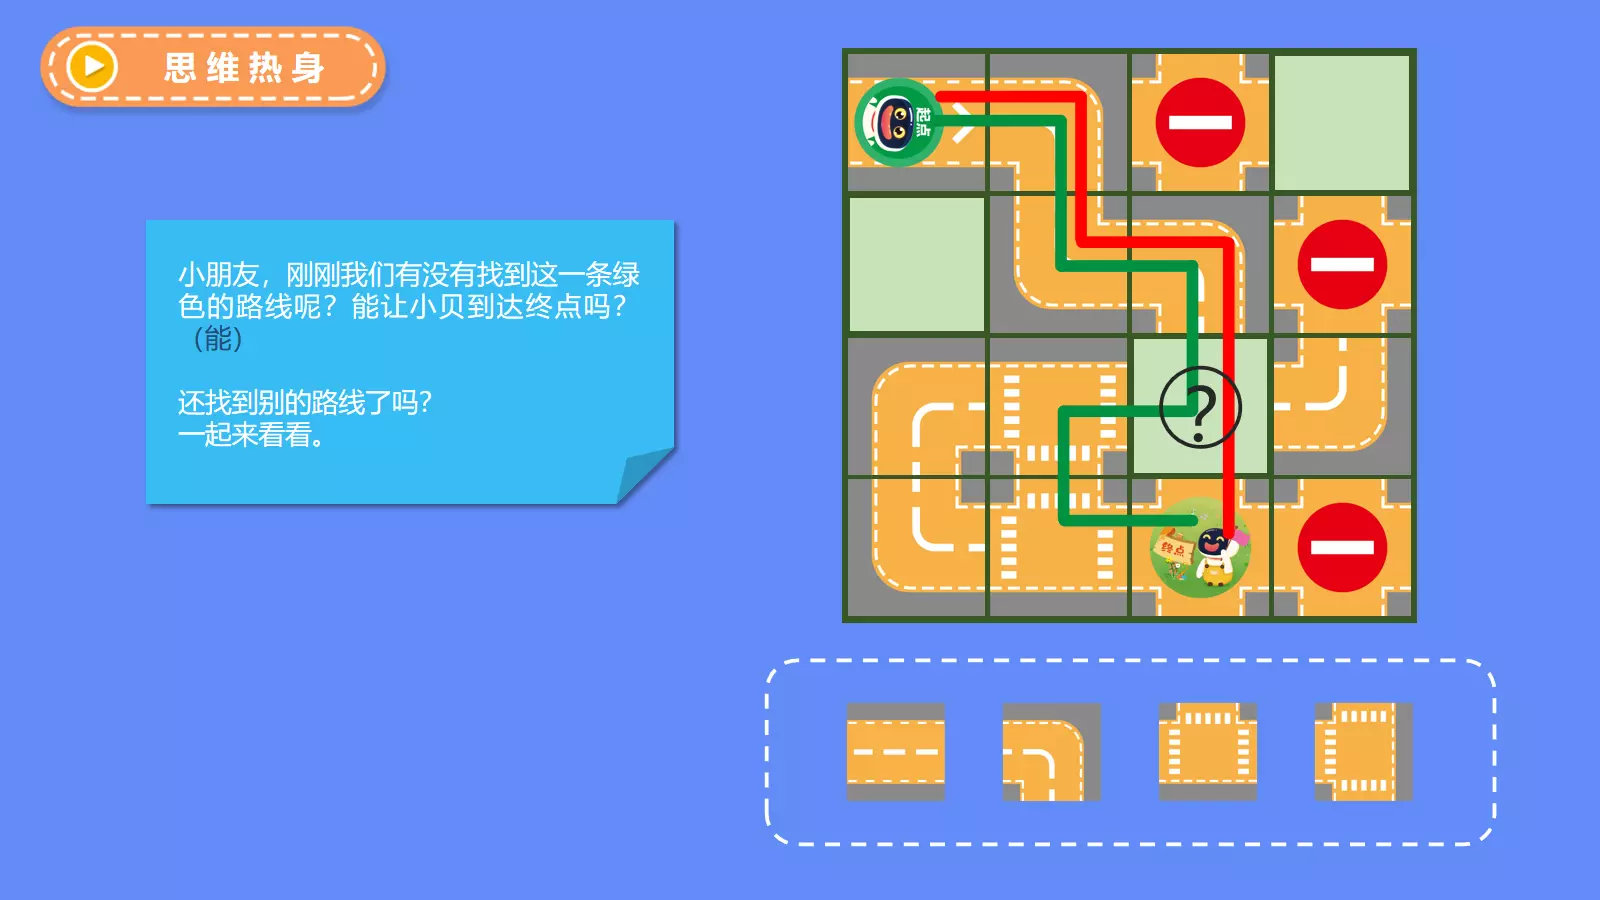 思维热身
起点
小朋友，刚刚我们有没有找到这一条绿
色的路线呢？能让小贝到达终点吗？
（能）
还找到别的路线了吗？
一起来看看。
?
终点